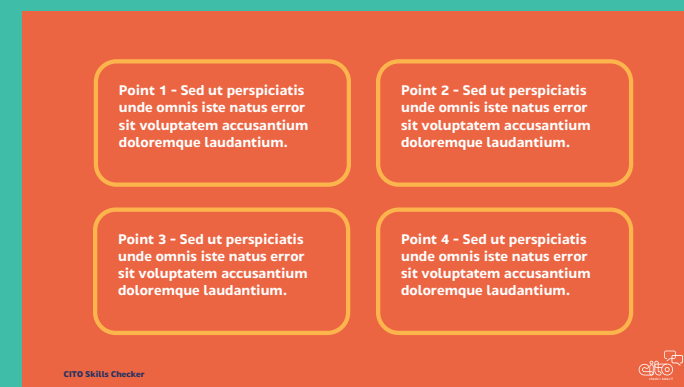 Point 1 - Sed ut perspiciatis
unde omnis iste natus error
sit voluptatem accusantium
doloremque laudantium.
Point 2 - Sed ut perspiciatis
unde omnis iste natus error
sit voluptatem accusantium
doloremque laudantium.
Point 3 - Sed ut perspiciatis
unde omnis iste natus error
sit voluptatem accusantium
doloremque laudantium.
Point 4 - Sed ut perspiciatis
unde omnis iste natus error
sit voluptatem accusantium
doloremque laudantium.
CITO Skills Checker
cito